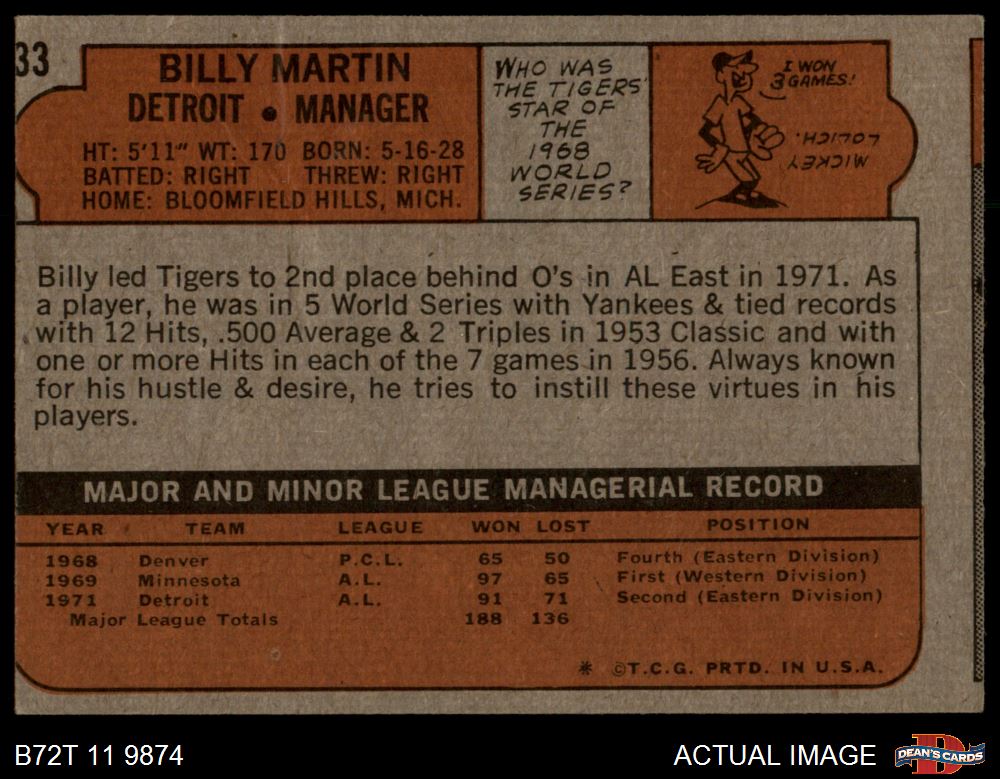 33
BILLY MARTIN
DETROIT • MANAGER
HT: 5'11" WT: 170 BORN: 5-16-28
BATTED: RIGHT THREW: RIGHT
HOME: BLOOMFIELD HILLS, MICH.
WHO WAS
THE TIGERS'
STAR OF
THE
1968
WORLD
SERIES?
I WON
3 GAMES!
MICKEY
LOLICH.
Billy led Tigers to 2nd place behind O's in AL East in 1971. As
a player, he was in 5 World Series with Yankees & tied records
with 12 Hits, .500 Average & 2 Triples in 1953 Classic and with
one or more Hits in each of the 7 games in 1956. Always known
for his hustle & desire, he tries to instill these virtues in his
players.
MAJOR AND MINOR LEAGUE MANAGERIAL RECORD
YEAR TEAM LEAGUE WON LOST POSITION
1968 Denver P.C.L. 65 50 Fourth (Eastern Division)
1969 Minnesota A.L. 97 65 First (Western Division)
1971 Detroit A.L. 91 71 Second (Eastern Division)
Major League Totals 188 136
* ©T.C.G. PRTD. IN U.S.A.
B72T 11 9874
ACTUAL IMAGE
DEAN'S CARDS